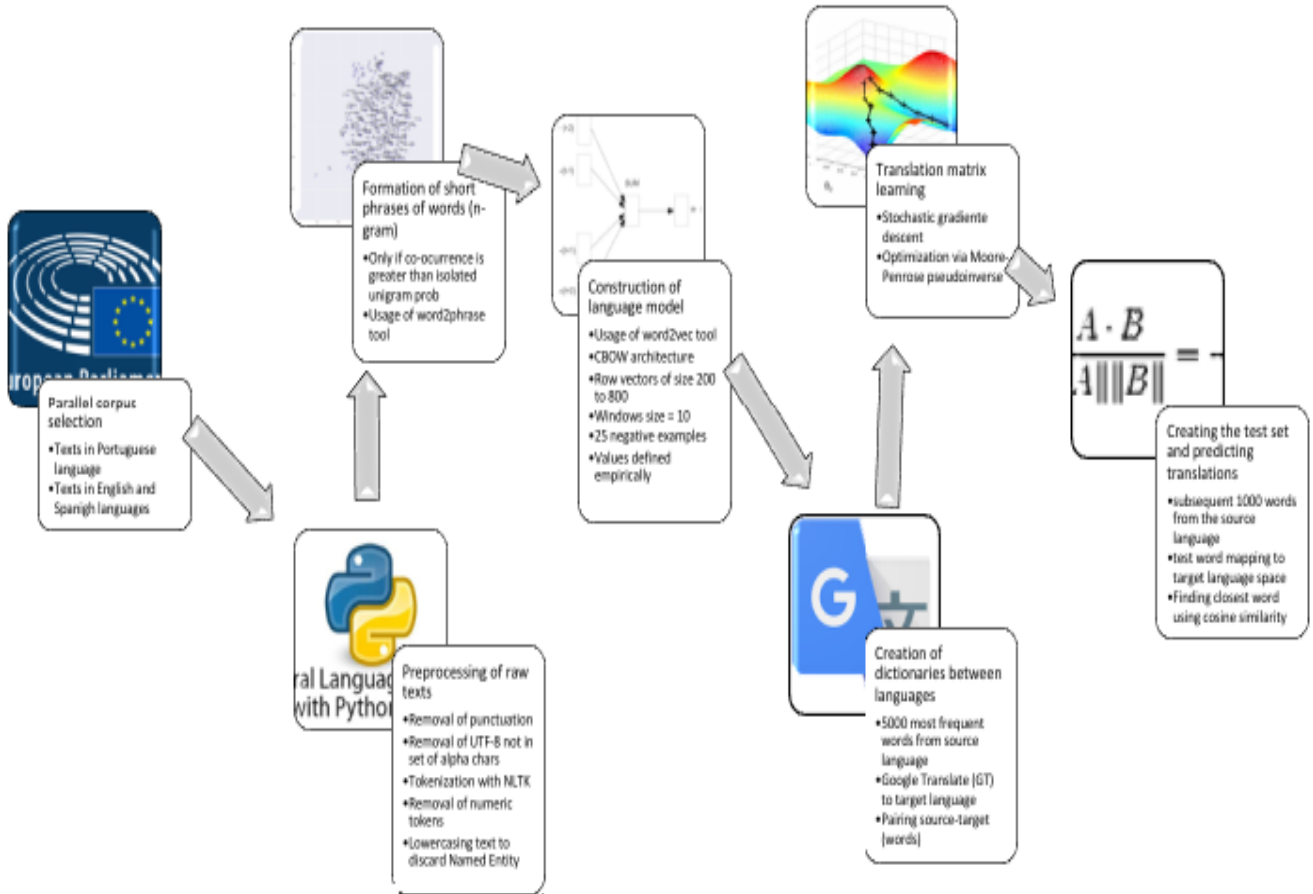 uropean Parliame
Parallel corpus
selection
•Texts in Portuguese
language
•Texts in English and
Spanigh languages
ral Languag
with Python
Preprocessing of raw
texts
•Removal of punctuation
•Removal of UTF-8 not in
set of alpha chars
•Tokenization with NLTK
•Removal of numeric
tokens
•Lowercasing text to
discard Named Entity
Formation of short
phrases of words (n-
gram)
•Only if co-ocurrence is
greater than isolated
unigram prob
•Usage of word2phrase
tool
SUM
Construction of
language model
•Usage of word2vec tool
•CBOW architecture
•Row vectors of size 200
to 800
•Windows size = 10
•25 negative examples
•Values defined
empirically
G
Creation of
dictionaries between
languages
•5000 most frequent
words from source
language
•Google Translate (GT)
to target language
•Pairing source-target
(words)
Translation matrix
learning
•Stochastic gradiente
descent
•Optimization via Moore-
Penrose pseudoinverse
A · B
A‖‖B‖ =
Creating the test set
and predicting
translations
•subsequent 1000 words
from the source
language
•test word mapping to
target language space
•Finding closest word
using cosine similarity